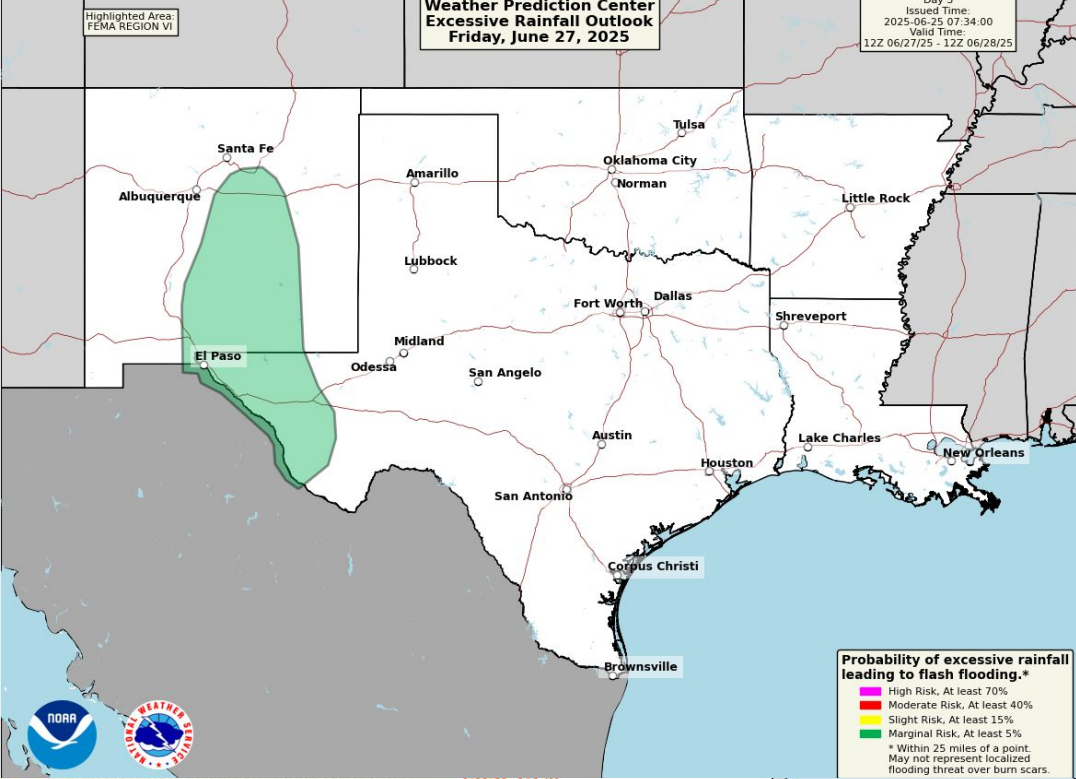 Highlighted Area:
FEMA REGION VI
Weather Prediction Center
Excessive Rainfall Outlook
Friday, June 27, 2025
Issued Time:
2025-06-25 07:34:00
Valid Time:
12Z 06/27/25 - 12Z 06/28/25
Tulsa
Santa Fe
Oklahoma City
Amarillo
Norman
Albuquerque
Little Rock
Lubbock
Dallas
Fort Worth
Shreveport
Midland
El Paso
Odessa
San Angelo
Austin
Lake Charles
New Orleans
Houston
San Antonio
Corpus Christi
Brownsville
Probability of excessive rainfall
leading to flash flooding.*
High Risk, At least 70%
Moderate Risk, At least 40%
Slight Risk, At least 15%
Marginal Risk, At least 5%
* Within 25 miles of a point.
May not represent localized
flooding threat over burn scars.
NOAA
NATIONAL WEATHER SERVICE